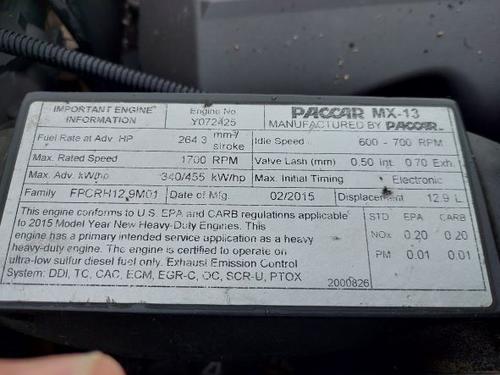 IMPORTANT ENGINE INFORMATION
Engine No
Y072425
PACCAR MX-13
MANUFACTURED BY PACCAR
Fuel Rate at Adv HP 264.3 mm³/stroke
Idle Speed 600 - 700 RPM
Max. Rated Speed 1700 RPM
Valve Lash (mm) 0.50 Int. 0.70 Exh.
Max. Adv. kW/hp 340/455 kW/hp
Max. Initial Timing Electronic
Family FPCRH12.9M01
Date of Mfg. 02/2015
Displacement 12.9 L
This engine conforms to U.S. EPA and CARB regulations applicable
to 2015 Model Year New Heavy-Duty Engines. This
engine has a primary intended service application as a heavy
heavy-duty engine. The engine is certified to operate on
ultra-low sulfur diesel fuel only. Exhaust Emission Control
System: DDI, TC, CAC, ECM, EGR-C, OC, SCR-U, PTOX
STD EPA CARB
NOx 0.20 0.20
PM 0.01 0.01
2000826